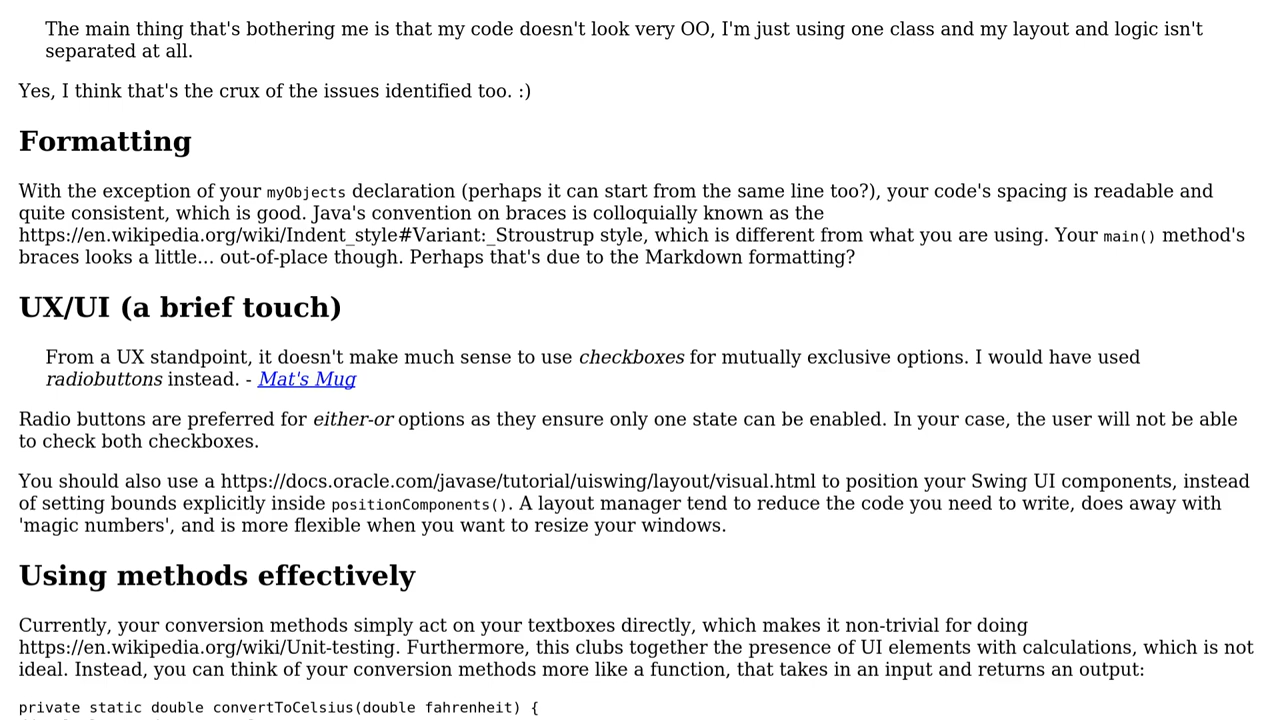 The main thing that's bothering me is that my code doesn't look very OO, I'm just using one class and my layout and logic isn't
separated at all.
Yes, I think that's the crux of the issues identified too. :)
Formatting
With the exception of your myObjects declaration (perhaps it can start from the same line too?), your code's spacing is readable and
quite consistent, which is good. Java's convention on braces is colloquially known as the
https://en.wikipedia.org/wiki/Indent_style#Variant:_Stroustrup style, which is different from what you are using. Your main() method's
braces looks a little... out-of-place though. Perhaps that's due to the Markdown formatting?
UX/UI (a brief touch)
From a UX standpoint, it doesn't make much sense to use checkboxes for mutually exclusive options. I would have used
radiobuttons instead. - Mat's Mug
Radio buttons are preferred for either-or options as they ensure only one state can be enabled. In your case, the user will not be able
to check both checkboxes.
You should also use a https://docs.oracle.com/javase/tutorial/uiswing/layout/visual.html to position your Swing UI components, instead
of setting bounds explicitly inside positionComponents(). A layout manager tend to reduce the code you need to write, does away with
'magic numbers', and is more flexible when you want to resize your windows.
Using methods effectively
Currently, your conversion methods simply act on your textboxes directly, which makes it non-trivial for doing
https://en.wikipedia.org/wiki/Unit-testing. Furthermore, this clubs together the presence of UI elements with calculations, which is not
ideal. Instead, you can think of your conversion methods more like a function, that takes in an input and returns an output:
private static double convertToCelsius(double fahrenheit) {